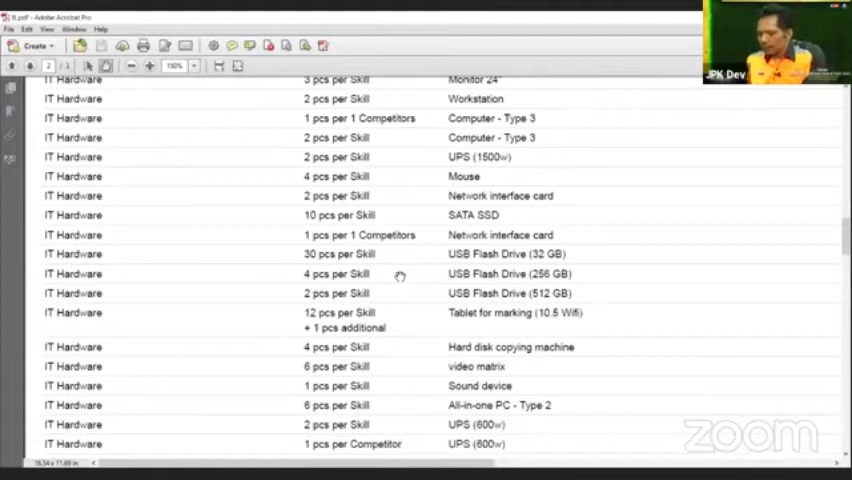 B..pdf - Adobe Acrobat Pro
File Edit View Window Help
Create
2 / 3 150%
IT Hardware 3 pcs per Skill Monitor 24"
IT Hardware 2 pcs per Skill Workstation
IT Hardware 1 pcs per 1 Competitors Computer - Type 3
IT Hardware 2 pcs per Skill Computer - Type 3
IT Hardware 2 pcs per Skill UPS (1500w)
IT Hardware 4 pcs per Skill Mouse
IT Hardware 2 pcs per Skill Network interface card
IT Hardware 10 pcs per Skill SATA SSD
IT Hardware 1 pcs per 1 Competitors Network interface card
IT Hardware 30 pcs per Skill USB Flash Drive (32 GB)
IT Hardware 4 pcs per Skill USB Flash Drive (256 GB)
IT Hardware 2 pcs per Skill USB Flash Drive (512 GB)
IT Hardware 12 pcs per Skill Tablet for marking (10.5 Wifi)
+ 1 pcs additional
IT Hardware 4 pcs per Skill Hard disk copying machine
IT Hardware 6 pcs per Skill video matrix
IT Hardware 1 pcs per Skill Sound device
IT Hardware 6 pcs per Skill All-in-one PC - Type 2
IT Hardware 2 pcs per Skill UPS (600w)
IT Hardware 1 pcs per Competitor UPS (600w)
16.54 x 11.69 in
JPK Dev
zoom